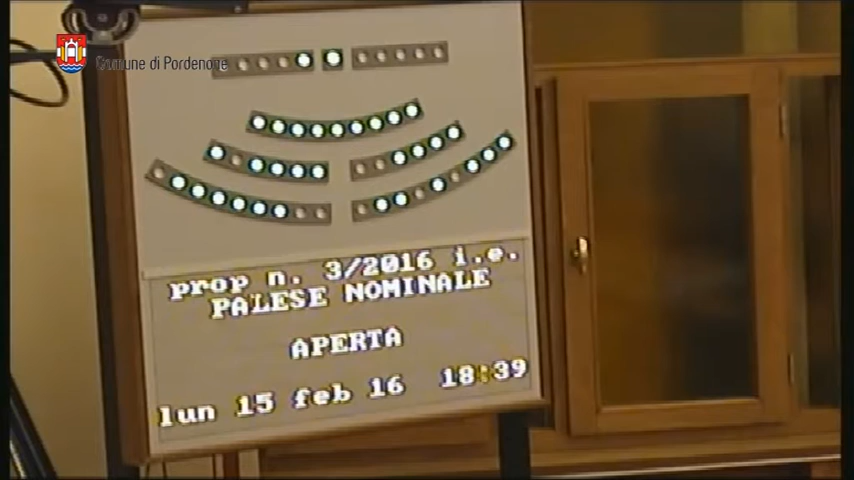 Comune di Pordenone
prop n. 3/2016 i.e.
PALESE NOMINALE
APERTA
lun 15 feb 16 18:39